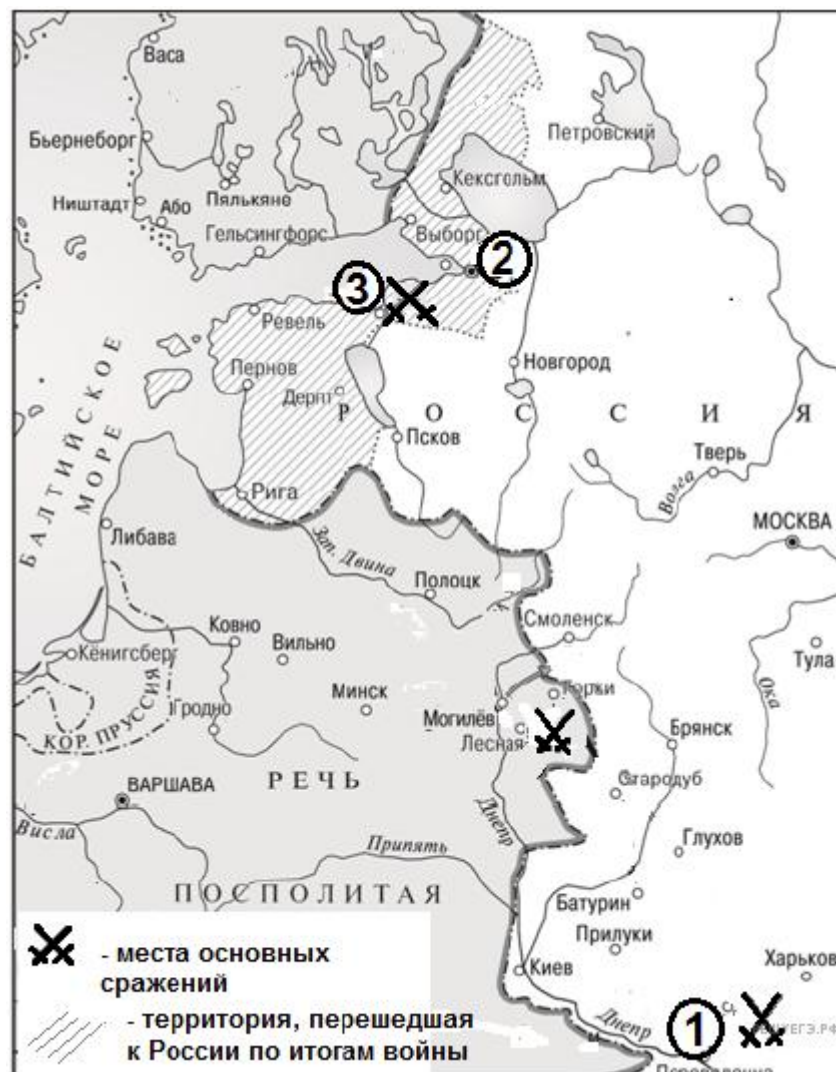 Васа
Петровский
Бьернеборг
Кексгольм
Пялькяне
Ништадт
Або
Гельсингфорс
Выборг
2
3
Ревель
Новгород
Пернов
Дерпт
РОССИЯ
БАЛТИЙСКОЕ
МОРЕ
Псков
Тверь
Волга
Рига
МОСКВА
Либава
Зап. Двина
Полоцк
Смоленск
Ковно
Вильно
Тула
Кёнигсберг
Ока
Горки
Минск
Могилёв
КОР. ПРУССИЯ
Гродно
Лесная
Брянск
РЕЧЬ
Стародуб
ВАРШАВА
Днепр
Висла
Припять
Глухов
ПОСПОЛИТАЯ
Батурин
Прилуки
- места основных
сражений
Харьков
Киев
1
Днепр
- территория, перешедшая
к России по итогам войны